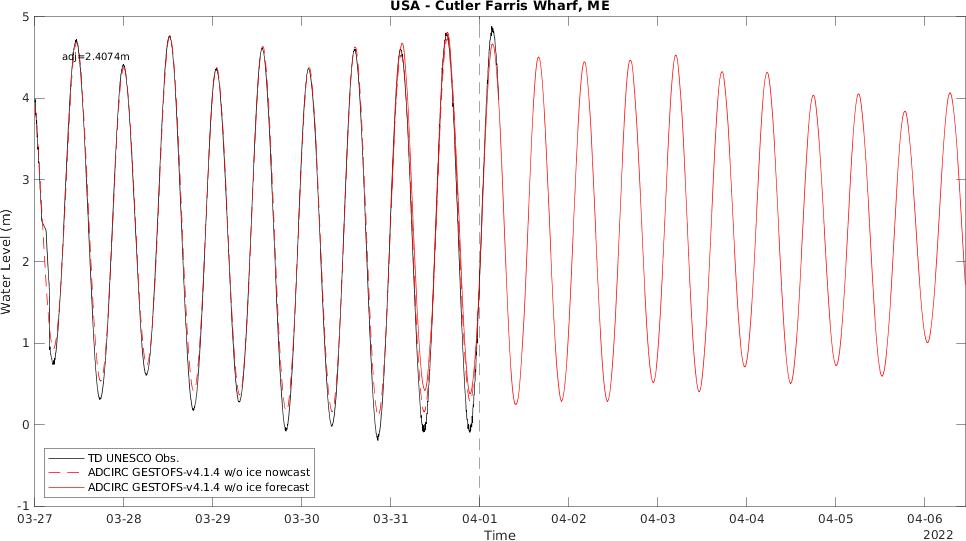 USA - Cutler Farris Wharf, ME
5
adj=2.4074m
4
3
2
1
0
-1
Water Level (m)
TD UNESCO Obs.
ADCIRC GESTOFS-v4.1.4 w/o ice nowcast
ADCIRC GESTOFS-v4.1.4 w/o ice forecast
03-27 03-28 03-29 03-30 03-31 04-01 04-02 04-03 04-04 04-05 04-06
Time
2022